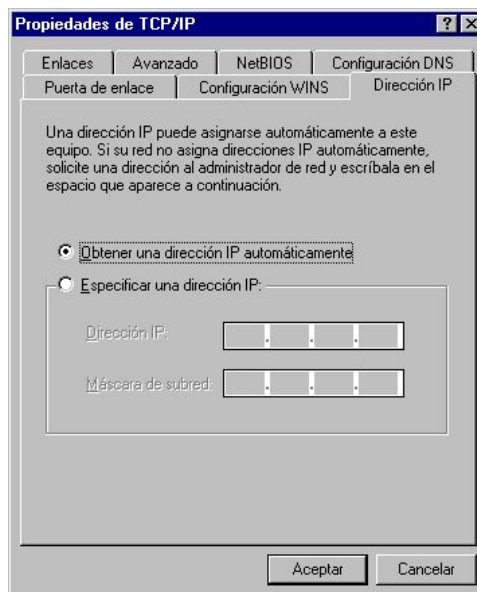 Propiedades de TCP/IP
Enlaces Avanzado NetBIOS Configuración DNS
Puerta de enlace Configuración WINS Dirección IP
Una dirección IP puede asignarse automáticamente a este
equipo. Si su red no asigna direcciones IP automáticamente,
solicite una dirección al administrador de red y escríbala en el
espacio que aparece a continuación.
Obtener una dirección IP automáticamente
Especificar una dirección IP:
Dirección IP:
Máscara de subred:
Aceptar Cancelar